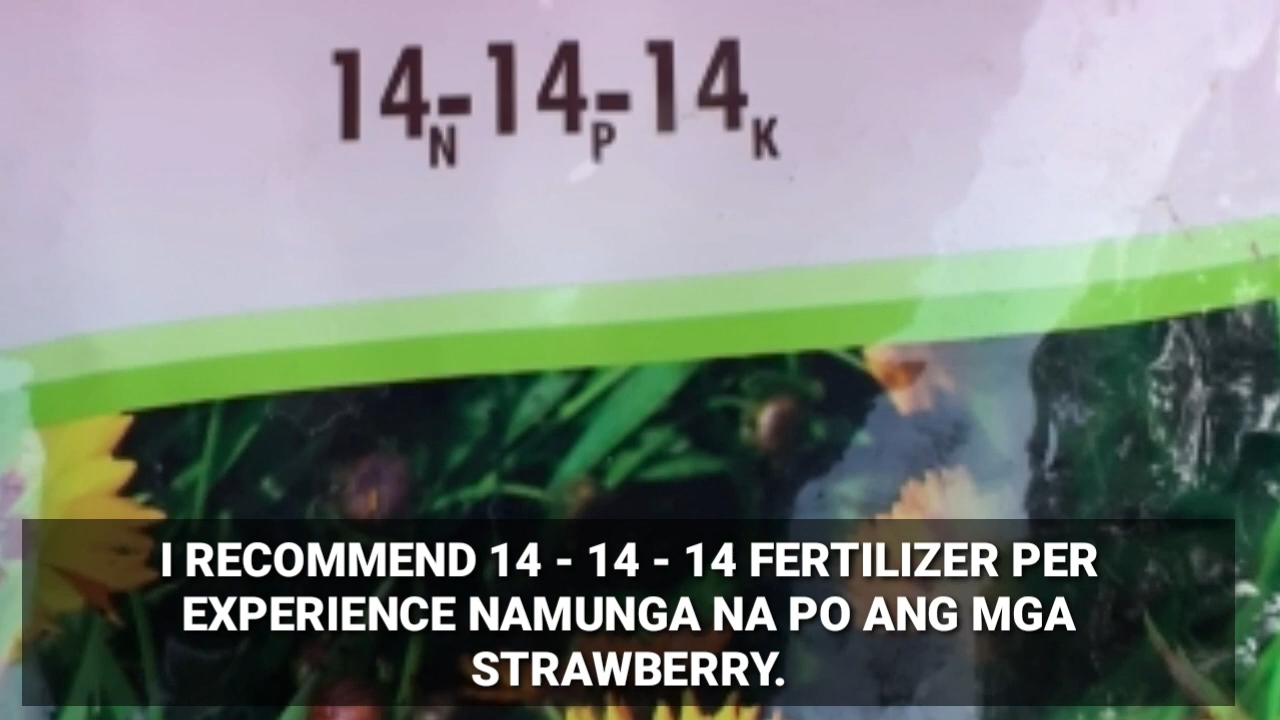 14N-14P-14K
I RECOMMEND 14 - 14 - 14 FERTILIZER PER
EXPERIENCE NAMUNGA NA PO ANG MGA
STRAWBERRY.